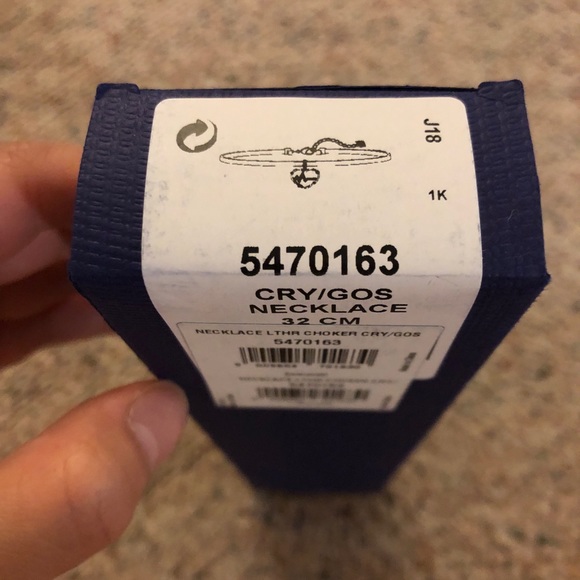 J18
1K
5470163
CRY/GOS
NECKLACE
32 CM
NECKLACE LTHR CHOKER CRY/GOS
5470163